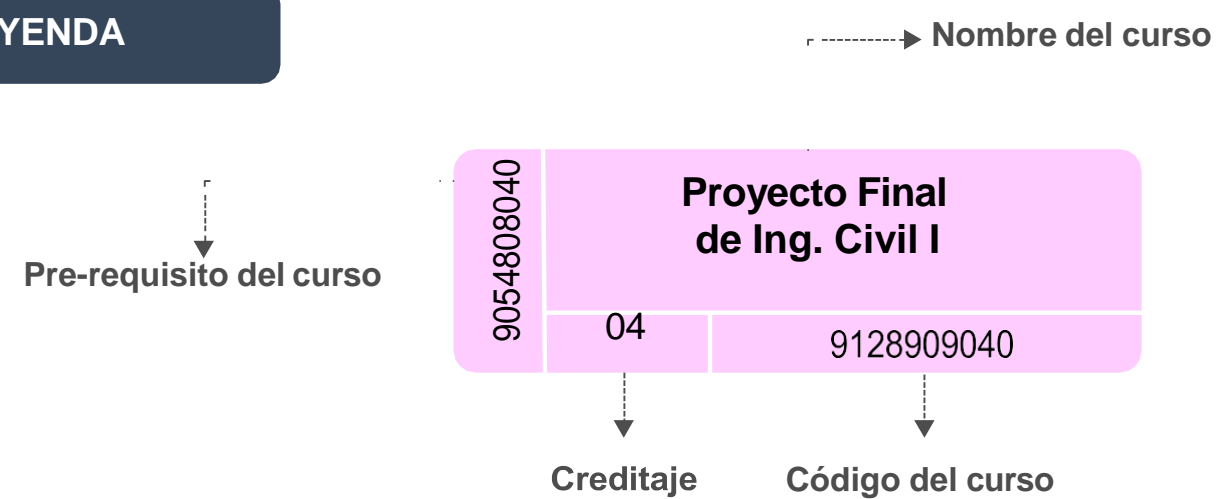 YENDA
Nombre del curso
9054808040
Proyecto Final
de Ing. Civil I
Pre-requisito del curso
04
9128909040
Creditaje
Código del curso